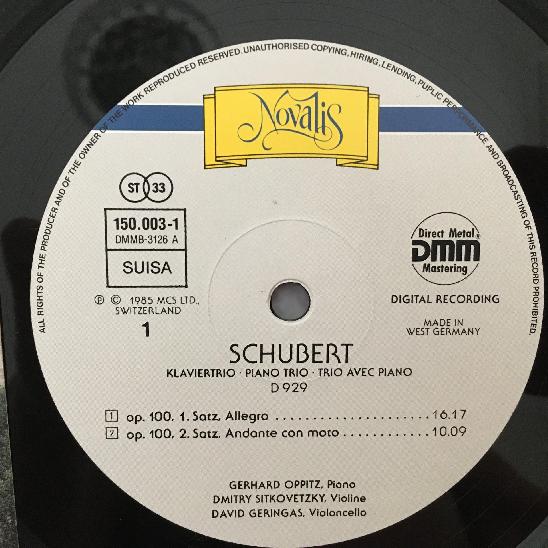 ALL RIGHTS OF THE PRODUCER AND OF THE OWNER OF THE WORK REPRODUCED RESERVED. UNAUTHORISED COPYING, HIRING, LENDING, PUPLIC PERFORMANCE AND BROADCASTING OF THIS RECORD PROHIBITED.
Novalis
ST 33
150.003-1
DMMB-3126 A
SUISA
Direct Metal
DMM
Mastering
℗ © 1985 MCS LTD.,
SWITZERLAND
DIGITAL RECORDING
1
MADE IN
WEST GERMANY
SCHUBERT
KLAVIERTRIO · PIANO TRIO · TRIO AVEC PIANO
D 929
1 op. 100, 1. Satz, Allegro ..................... 16.17
2 op. 100, 2. Satz, Andante con moto ............ 10.09
GERHARD OPPITZ, Piano
DMITRY SITKOVETZKY, Violine
DAVID GERINGAS, Violoncello